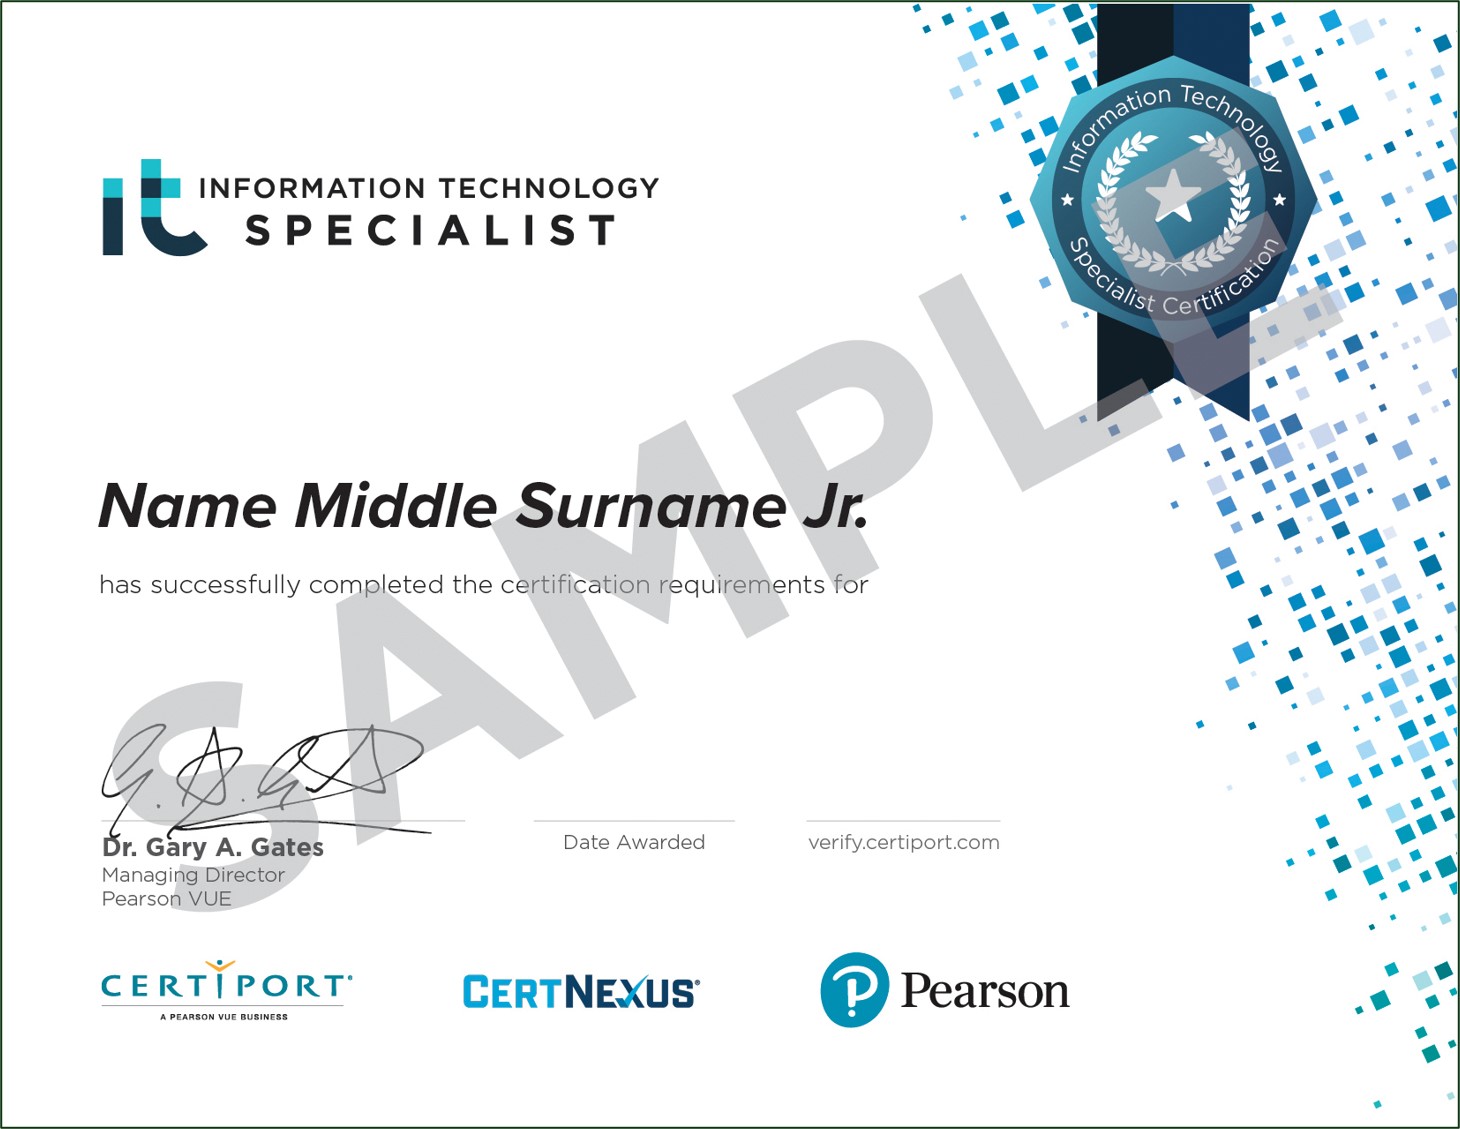 Information Technology
Specialist Certification
it INFORMATION TECHNOLOGY
SPECIALIST
SAMPLE
Name Middle Surname Jr.
has successfully completed the certification requirements for
G. A. Gates
Dr. Gary A. Gates
Managing Director
Pearson VUE
Date Awarded
verify.certiport.com
CERTIPORT®
A PEARSON VUE BUSINESS
CERTNEXUS®
P Pearson